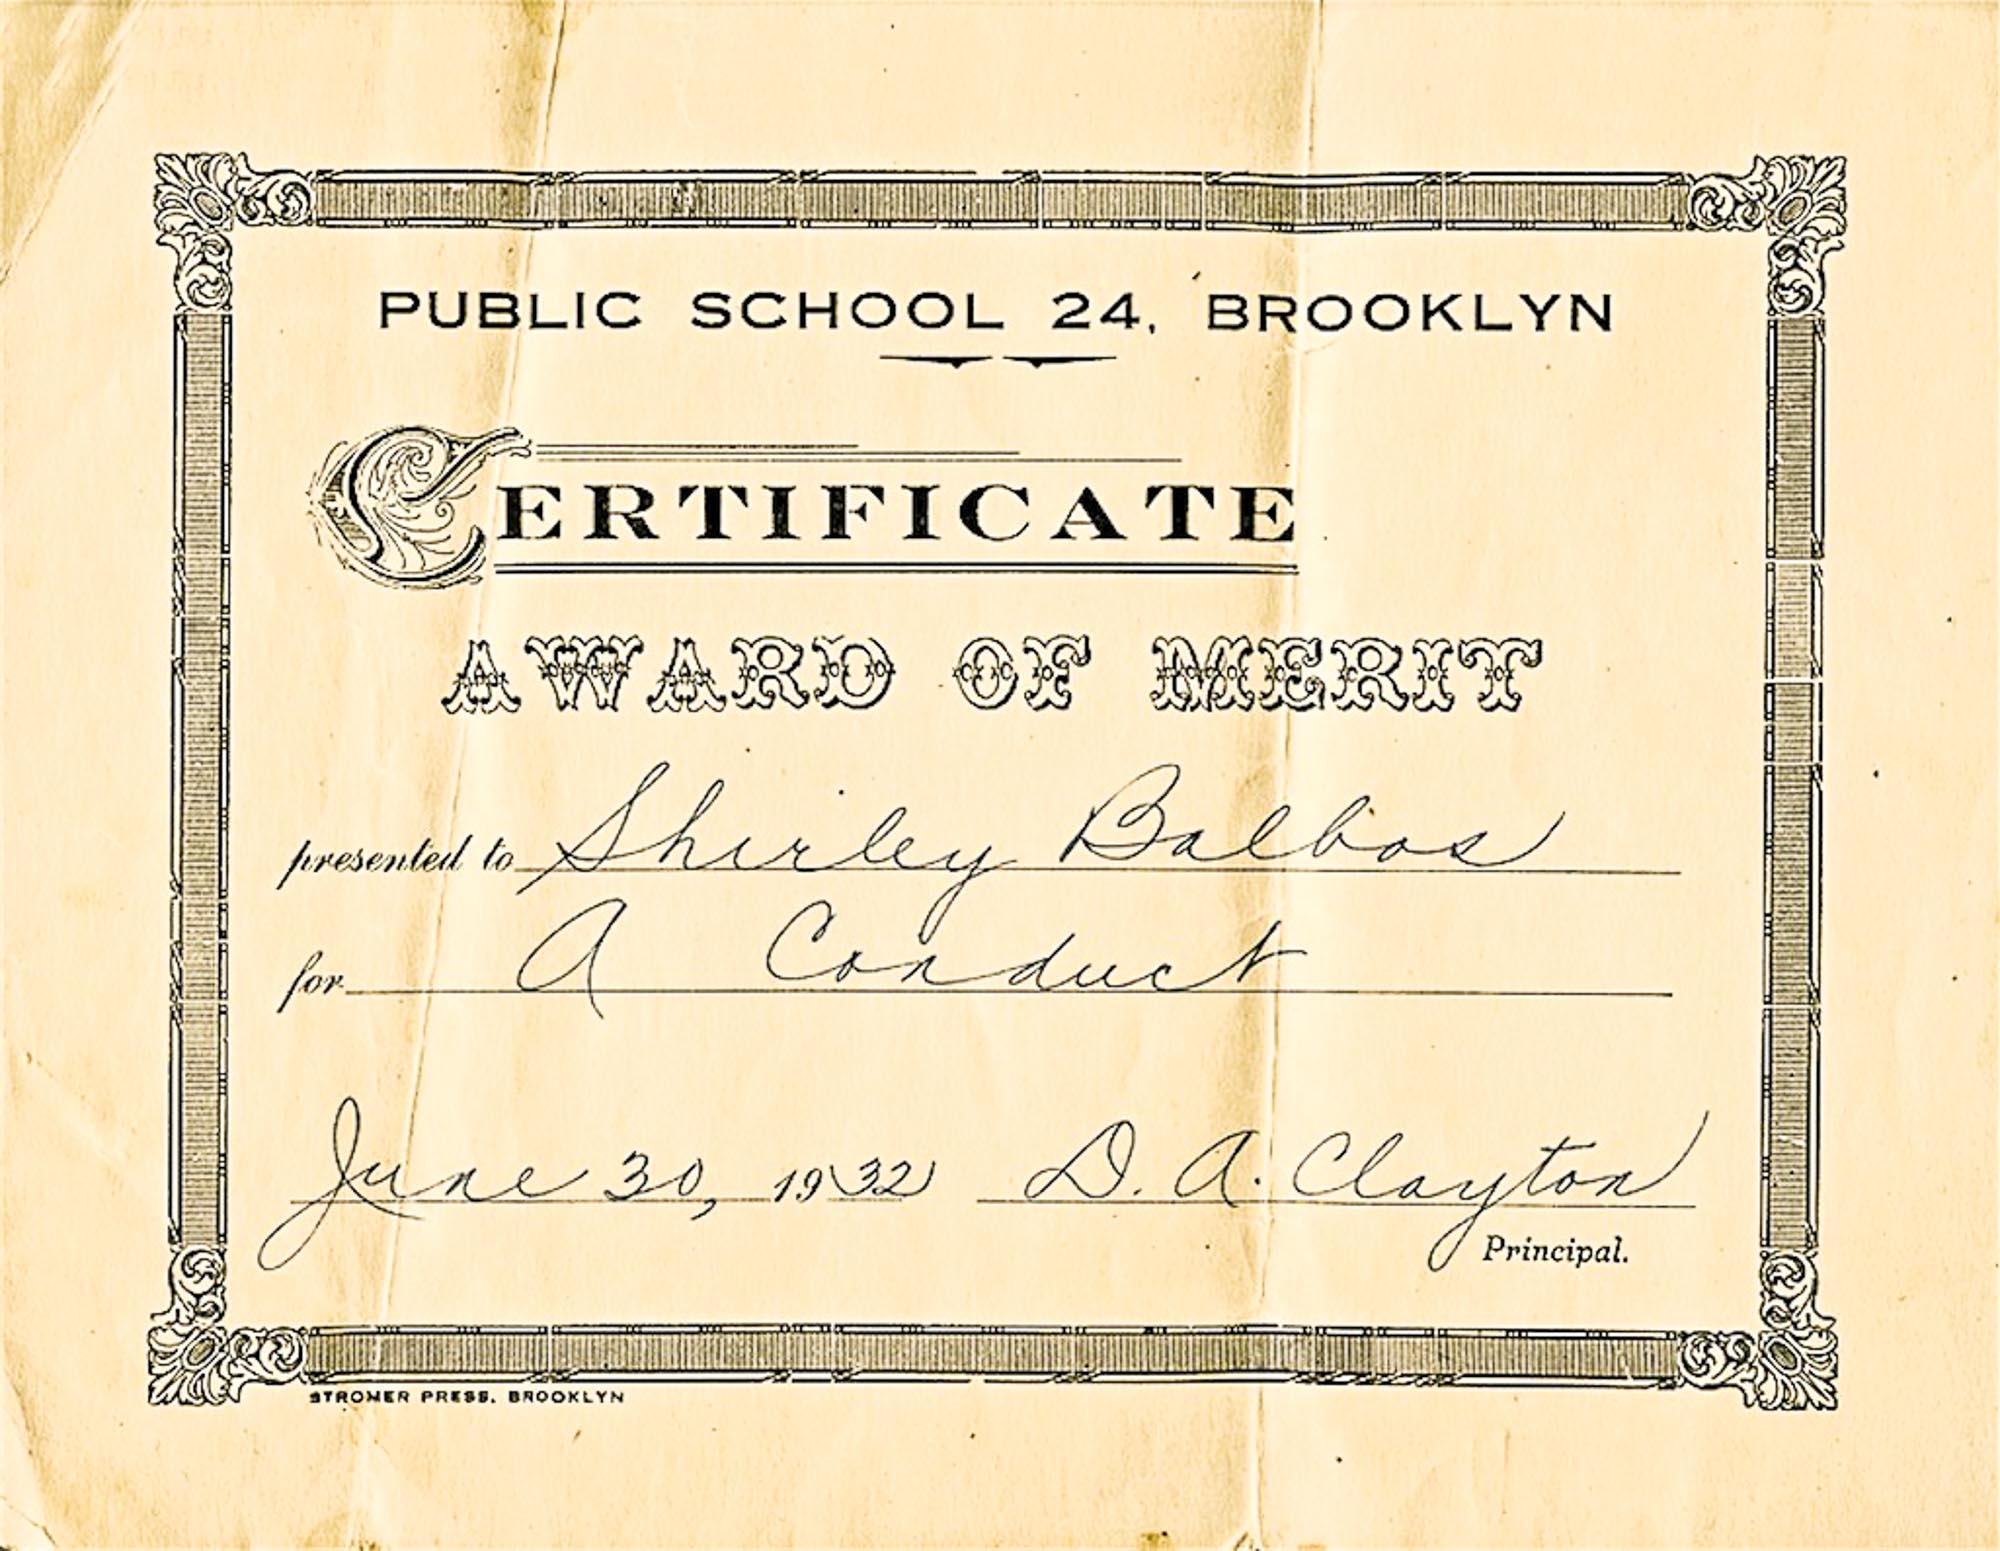 PUBLIC SCHOOL 24, BROOKLYN
CERTIFICATE
AWARD OF MERIT
presented to Shirley Balbos
for A Conduct
June 30, 1932 D. A. Clayton
Principal.
STROMER PRESS, BROOKLYN